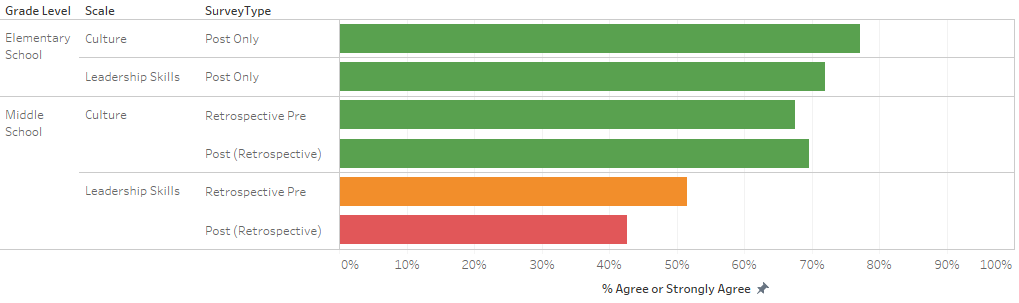 Grade Level Scale SurveyType
Elementary School Culture Post Only
Leadership Skills Post Only
Middle School Culture Retrospective Pre
Post (Retrospective)
Leadership Skills Retrospective Pre
Post (Retrospective)
0% 10% 20% 30% 40% 50% 60% 70% 80% 90% 100%
% Agree or Strongly Agree